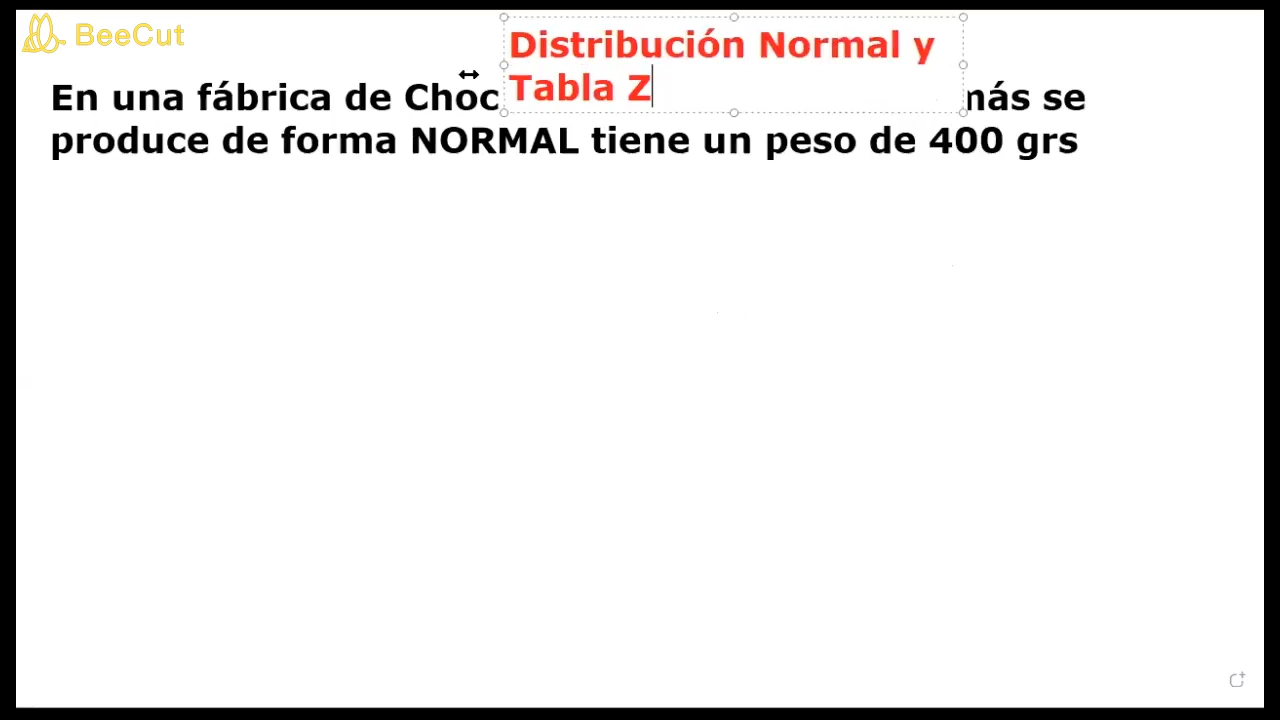 BeeCut
Distribución Normal y
Tabla Z
En una fábrica de Choc más se
produce de forma NORMAL tiene un peso de 400 grs